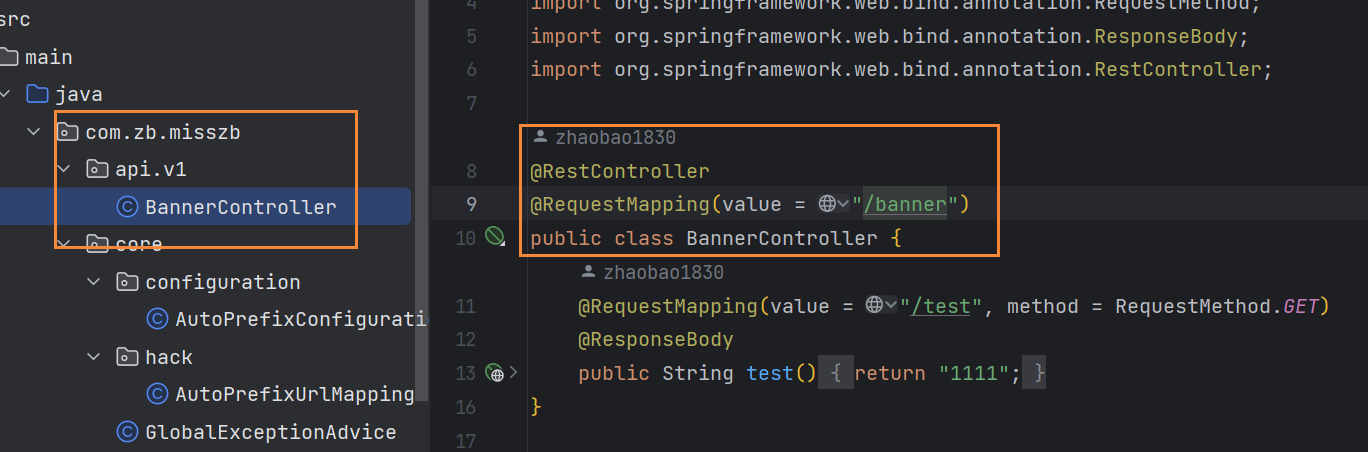 src
main
java
com.zb.misszb
api.v1
BannerController
core
configuration
AutoPrefixConfigurati
hack
AutoPrefixUrlMapping
GlobalExceptionAdvice
4 import org.springframework.web.bind.annotation.RequestMethod;
5 import org.springframework.web.bind.annotation.ResponseBody;
6 import org.springframework.web.bind.annotation.RestController;
7
zhaobao1830
8 @RestController
9 @RequestMapping(value = "/banner")
10 public class BannerController {
zhaobao1830
11 @RequestMapping(value = "/test", method = RequestMethod.GET)
12 @ResponseBody
13 public String test() { return "1111"; }
16 }
17